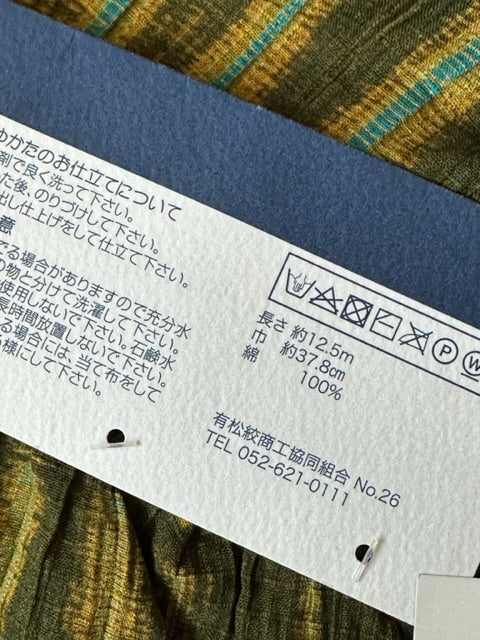 ゆかたのお仕立てについて
剤で良く洗って下さい。
た後、のりづけして下さい。
出し仕上げをして仕立て下さい。
意
でる場合がありますので充分水
の物と分けて洗濯して下さい。
使用しないで下さい。石鹸水
長時間放置しないで下さい。
る場合には、当て布をして
様にして下さい。
長さ 約12.5m
巾 約37.8㎝
綿 100%
P W
有松絞商工協同組合 No.26
TEL 052-621-0111